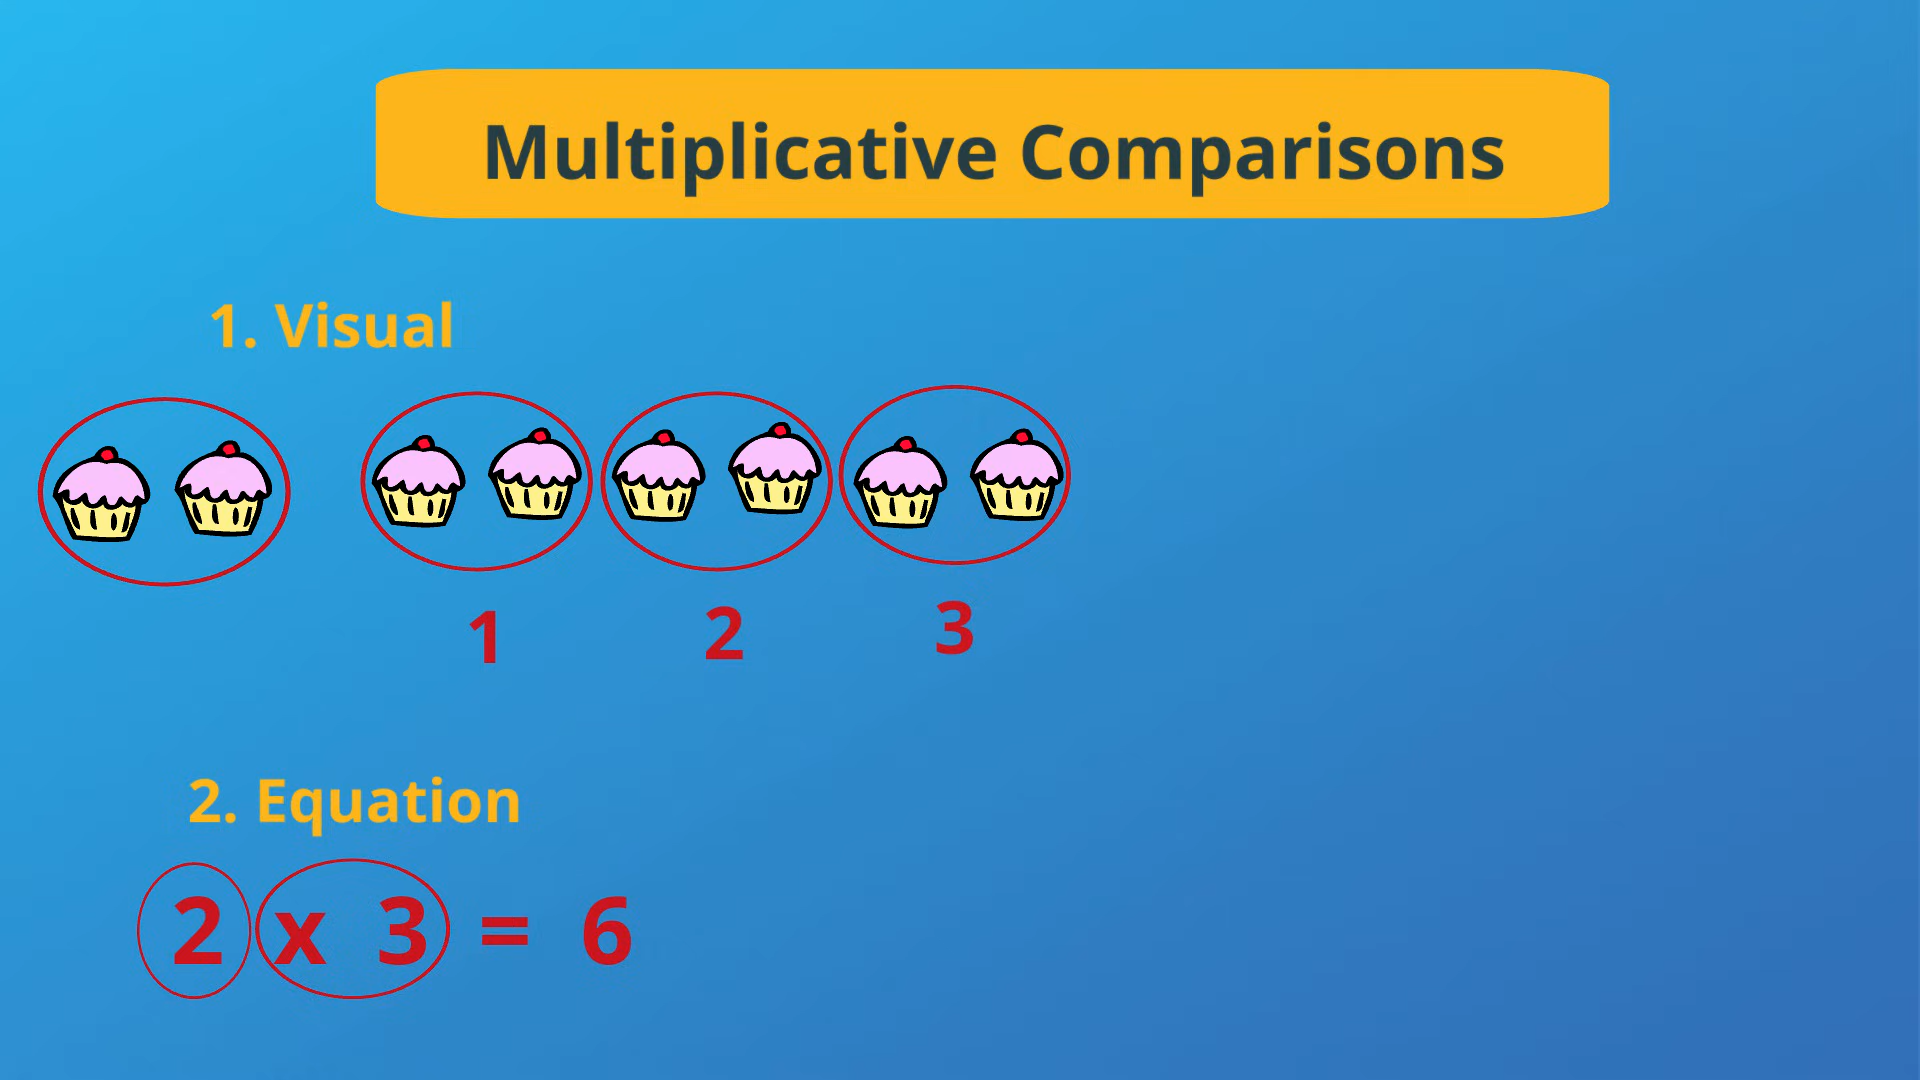 Multiplicative Comparisons
1. Visual
1 2 3
2. Equation
2 x 3 = 6